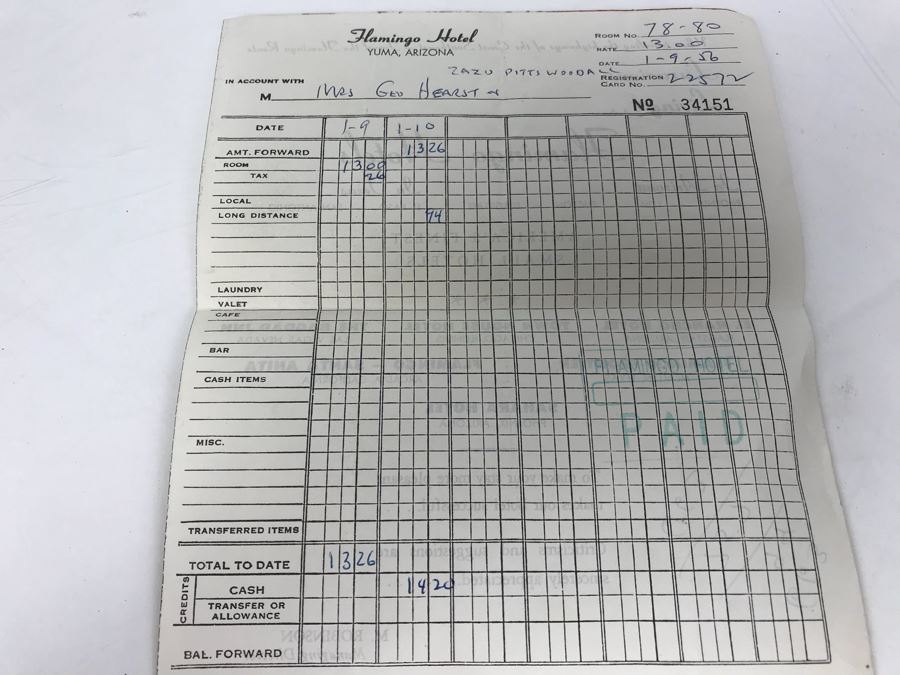 Flamingo Hotel
YUMA, ARIZONA
ROOM NO. 78-80
RATE 13.00
DATE 1-9-56
REGISTRATION CARD NO. 22572
ZAZU PITTS WOODALL
IN ACCOUNT WITH
M MRS GEO HEARST
No 34151
DATE 1-9 1-10
AMT. FORWARD 13 26
ROOM 13 00
TAX 26
LOCAL
LONG DISTANCE 94
LAUNDRY
VALET
CAFE
BAR
CASH ITEMS
FLAMINGO HOTEL
PAID
MISC.
TRANSFERRED ITEMS
TOTAL TO DATE 13 26
CREDITS
CASH 14 20
TRANSFER OR
ALLOWANCE
BAL. FORWARD